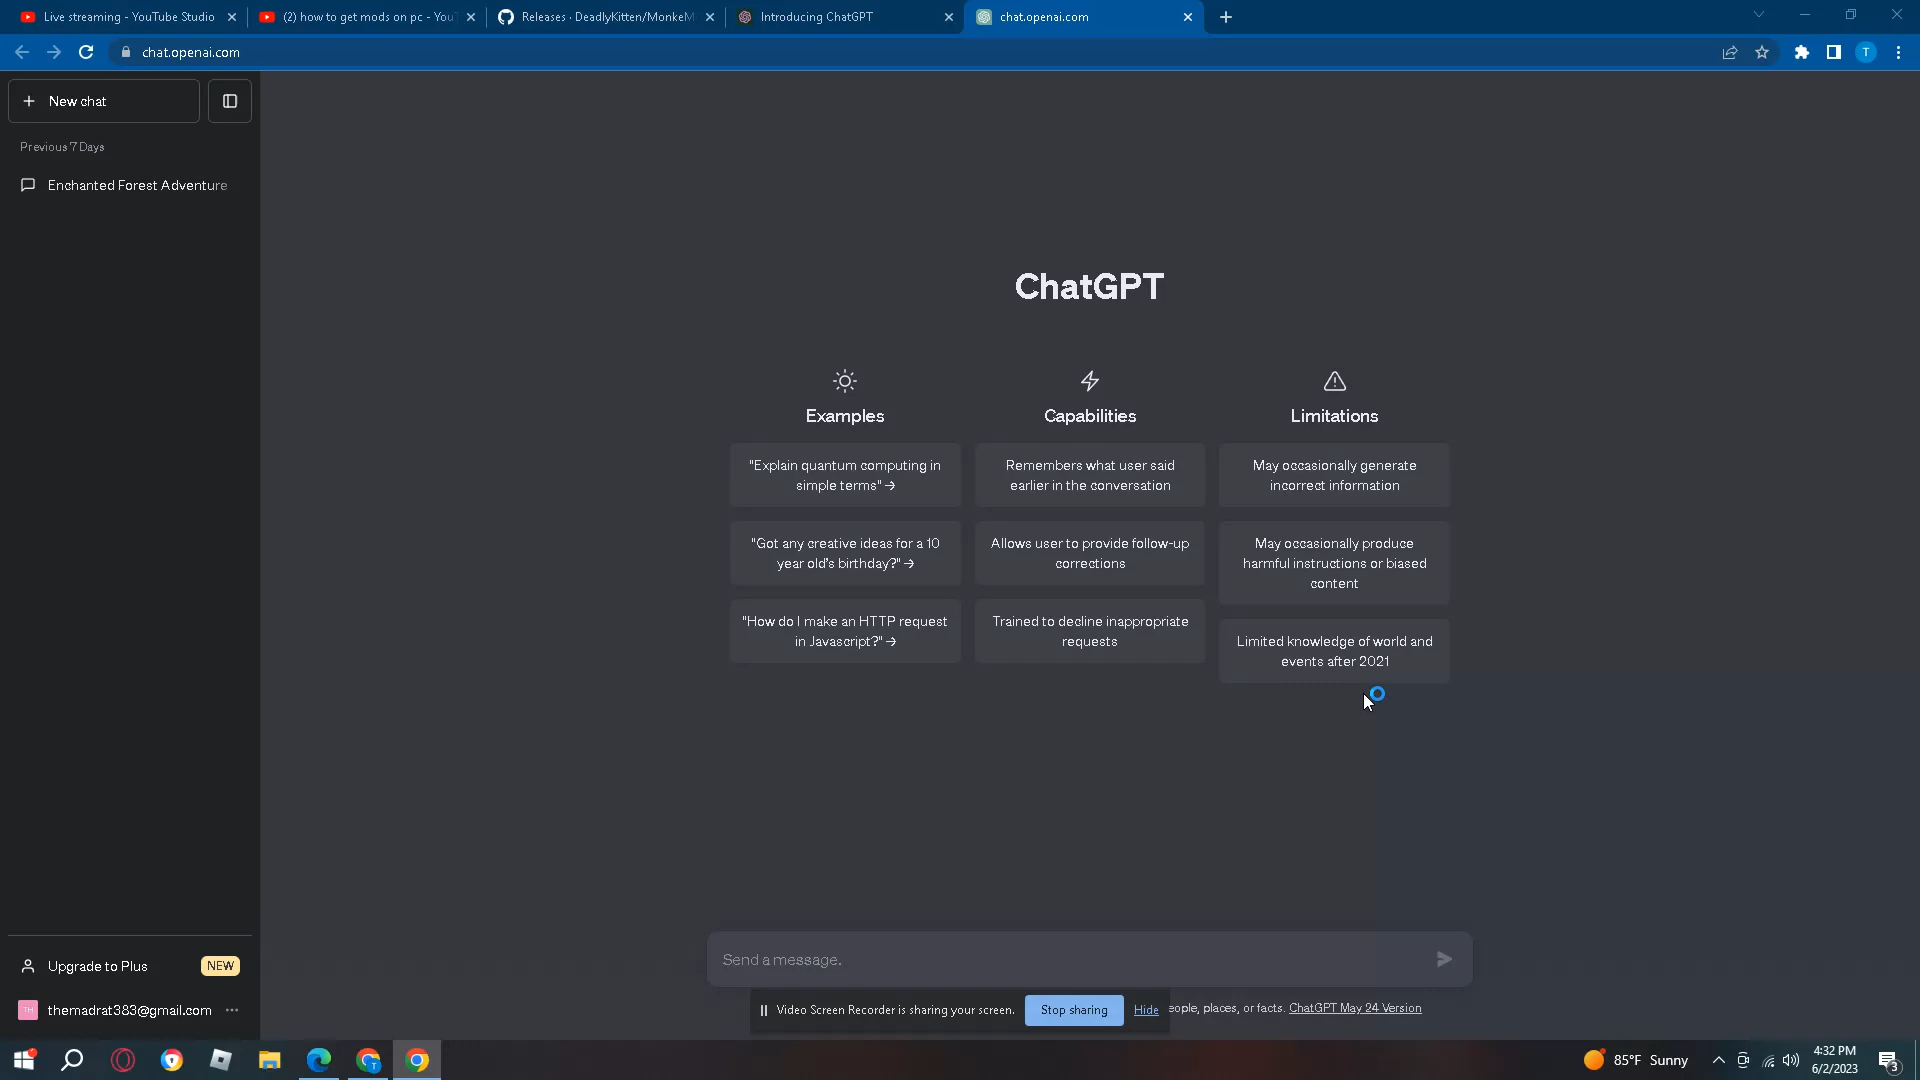 Live streaming - YouTube Studio
(2) how to get mods on pc - You
Releases · DeadlyKitten/MonkeM
Introducing ChatGPT
chat.openai.com
chat.openai.com
T
New chat
Previous 7 Days
Enchanted Forest Adventure
ChatGPT
Examples
Capabilities
Limitations
"Explain quantum computing in
simple terms" →
Remembers what user said
earlier in the conversation
May occasionally generate
incorrect information
"Got any creative ideas for a 10
year old's birthday?" →
Allows user to provide follow-up
corrections
May occasionally produce
harmful instructions or biased
content
"How do I make an HTTP request
in Javascript?" →
Trained to decline inappropriate
requests
Limited knowledge of world and
events after 2021
Send a message.
Upgrade to Plus
NEW
TH
themadrat383@gmail.com
Video Screen Recorder is sharing your screen.
Stop sharing
Hide
eople, places, or facts. ChatGPT May 24 Version
T
85°F Sunny
4:32 PM
6/2/2023
3